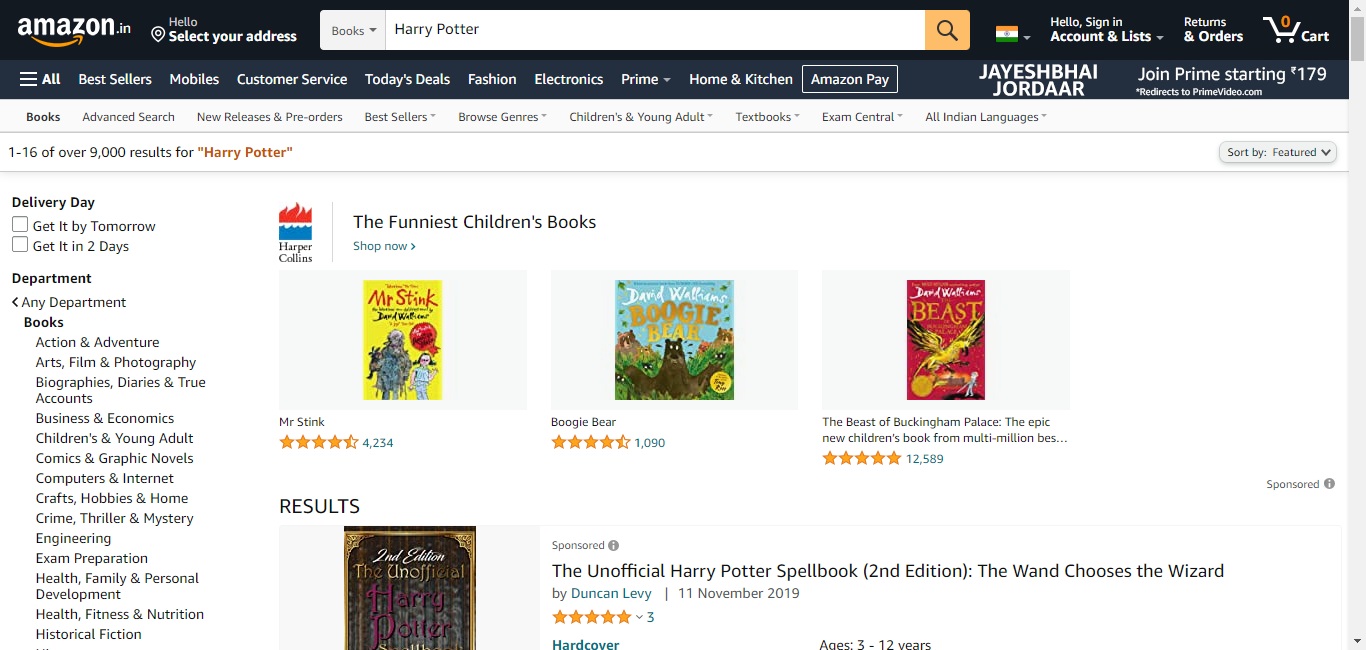 amazon.in
Hello
Select your address
Books
Harry Potter
Hello, Sign in
Account & Lists
Returns
& Orders
0
Cart
All
Best Sellers
Mobiles
Customer Service
Today's Deals
Fashion
Electronics
Prime
Home & Kitchen
Amazon Pay
JAYESHBHAI
JORDAAR
Join Prime starting ₹179
*Redirects to PrimeVideo.com
Books
Advanced Search
New Releases & Pre-orders
Best Sellers
Browse Genres
Children's & Young Adult
Textbooks
Exam Central
All Indian Languages
1-16 of over 9,000 results for "Harry Potter"
Sort by: Featured
Delivery Day
Get It by Tomorrow
Get It in 2 Days
Department
Any Department
Books
Action & Adventure
Arts, Film & Photography
Biographies, Diaries & True
Accounts
Business & Economics
Children's & Young Adult
Comics & Graphic Novels
Computers & Internet
Crafts, Hobbies & Home
Crime, Thriller & Mystery
Engineering
Exam Preparation
Health, Family & Personal
Development
Health, Fitness & Nutrition
Historical Fiction
Harper
Collins
The Funniest Children's Books
Shop now
Mr Stink
David Walliams
Mr Stink
4,234
David Walliams
BOOGIE
BEAR
Boogie Bear
1,090
David Walliams
BEAST
The Beast of Buckingham Palace: The epic
new children's book from multi-million bes...
12,589
Sponsored
RESULTS
2nd Edition
The Unofficial
Harry
Potter
Spellbook
Sponsored
The Unofficial Harry Potter Spellbook (2nd Edition): The Wand Chooses the Wizard
by Duncan Levy | 11 November 2019
3
Hardcover
Ages: 3 - 12 years